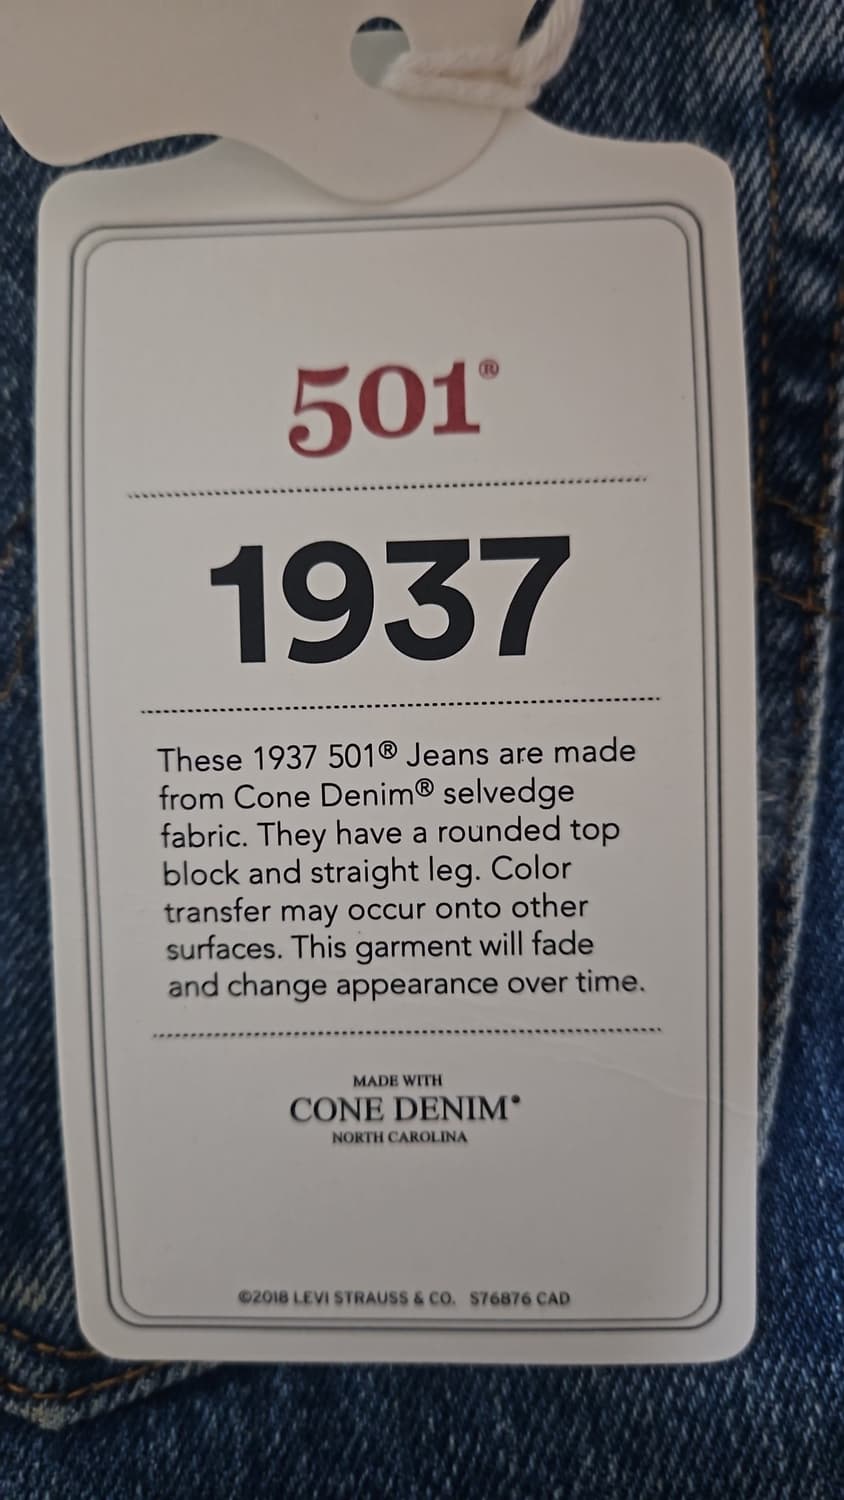 501®
1937
These 1937 501® Jeans are made
from Cone Denim® selvedge
fabric. They have a rounded top
block and straight leg. Color
transfer may occur onto other
surfaces. This garment will fade
and change appearance over time.
MADE WITH
CONE DENIM®
NORTH CAROLINA
©2018 LEVI STRAUSS & CO. S76876 CAD